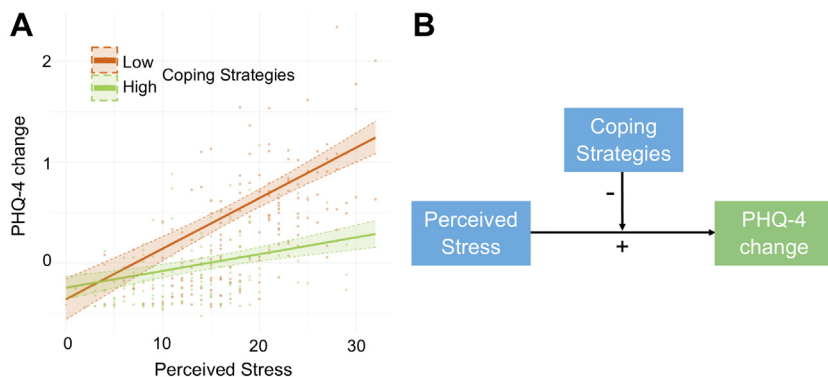 A
B
2
Low
High
Coping Strategies
PHQ-4 change
1
0
0
10
20
30
Perceived Stress
Coping
Strategies
-
Perceived
Stress
+
PHQ-4
change